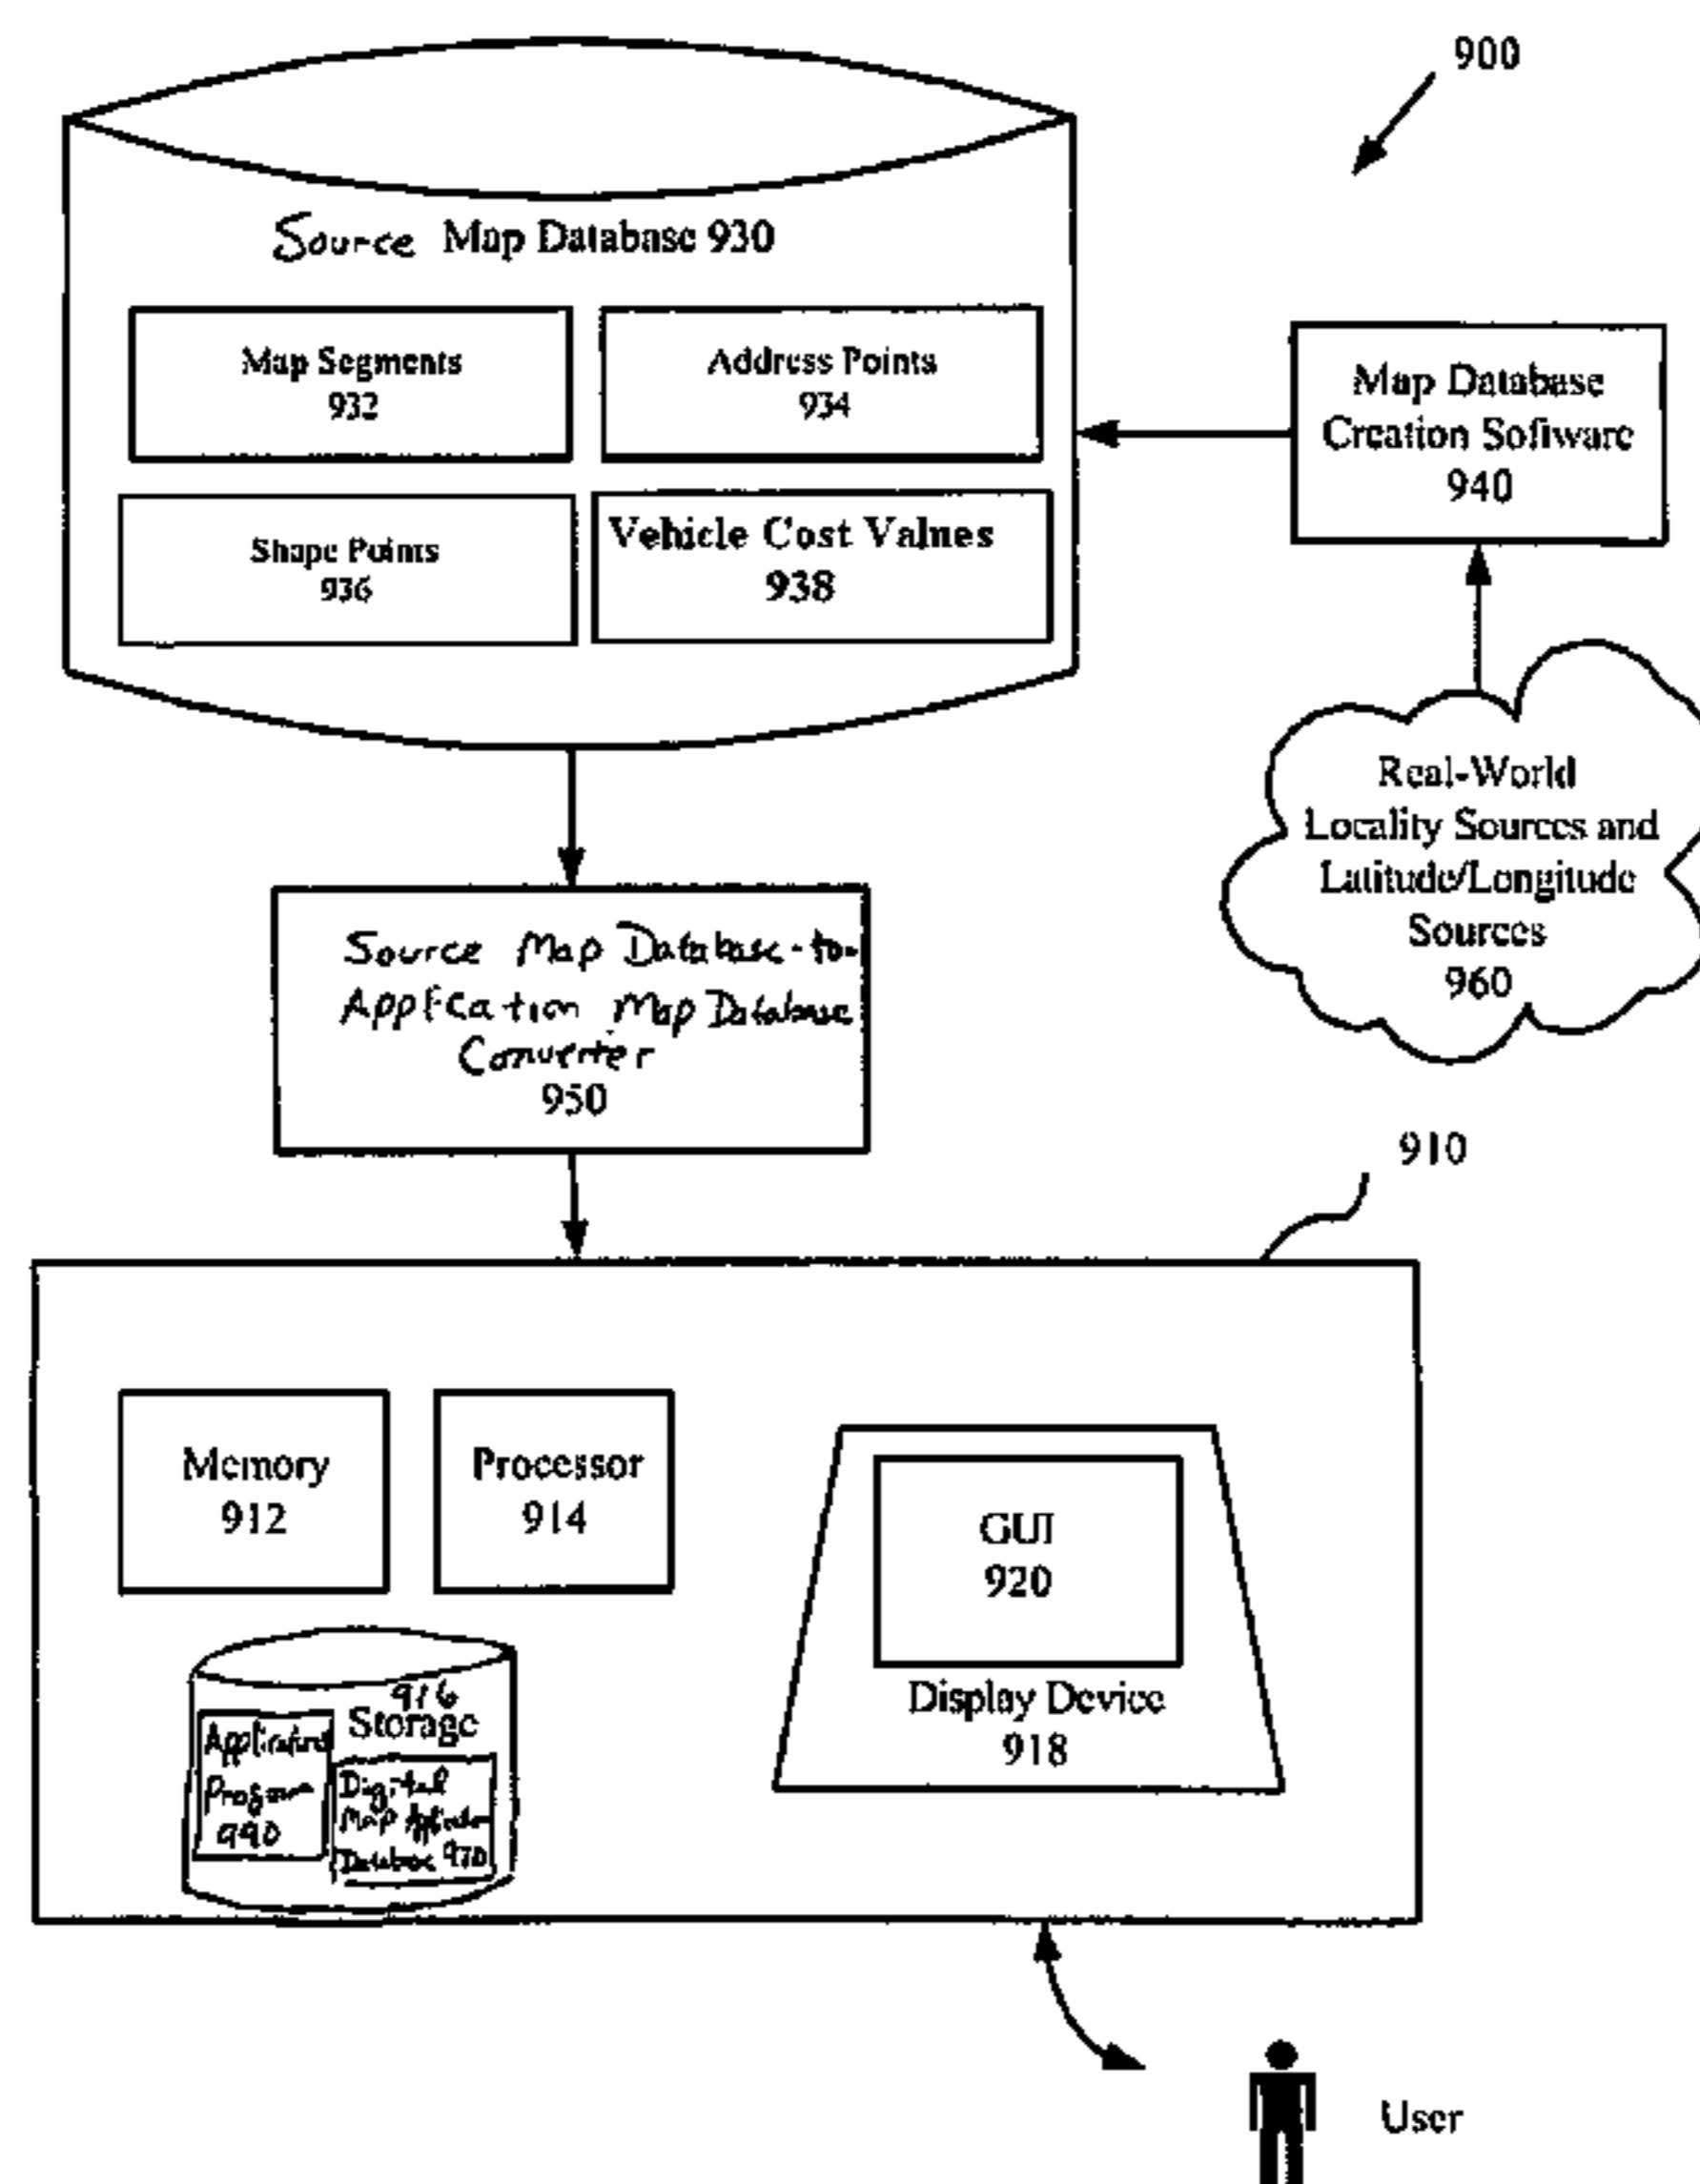 900
Source Map Database 930
Map Segments
932
Address Points
934
Shape Points
936
Vehicle Cost Values
938
Map Database
Creation Software
940
Real-World
Locality Sources and
Latitude/Longitude
Sources
960
Source Map Database-to-
Application Map Database
Converter
950
910
Memory
912
Processor
914
GUI
920
Display Device
918
916
Storage
Application
Program
990
Digital
Map Application
Database 970
User